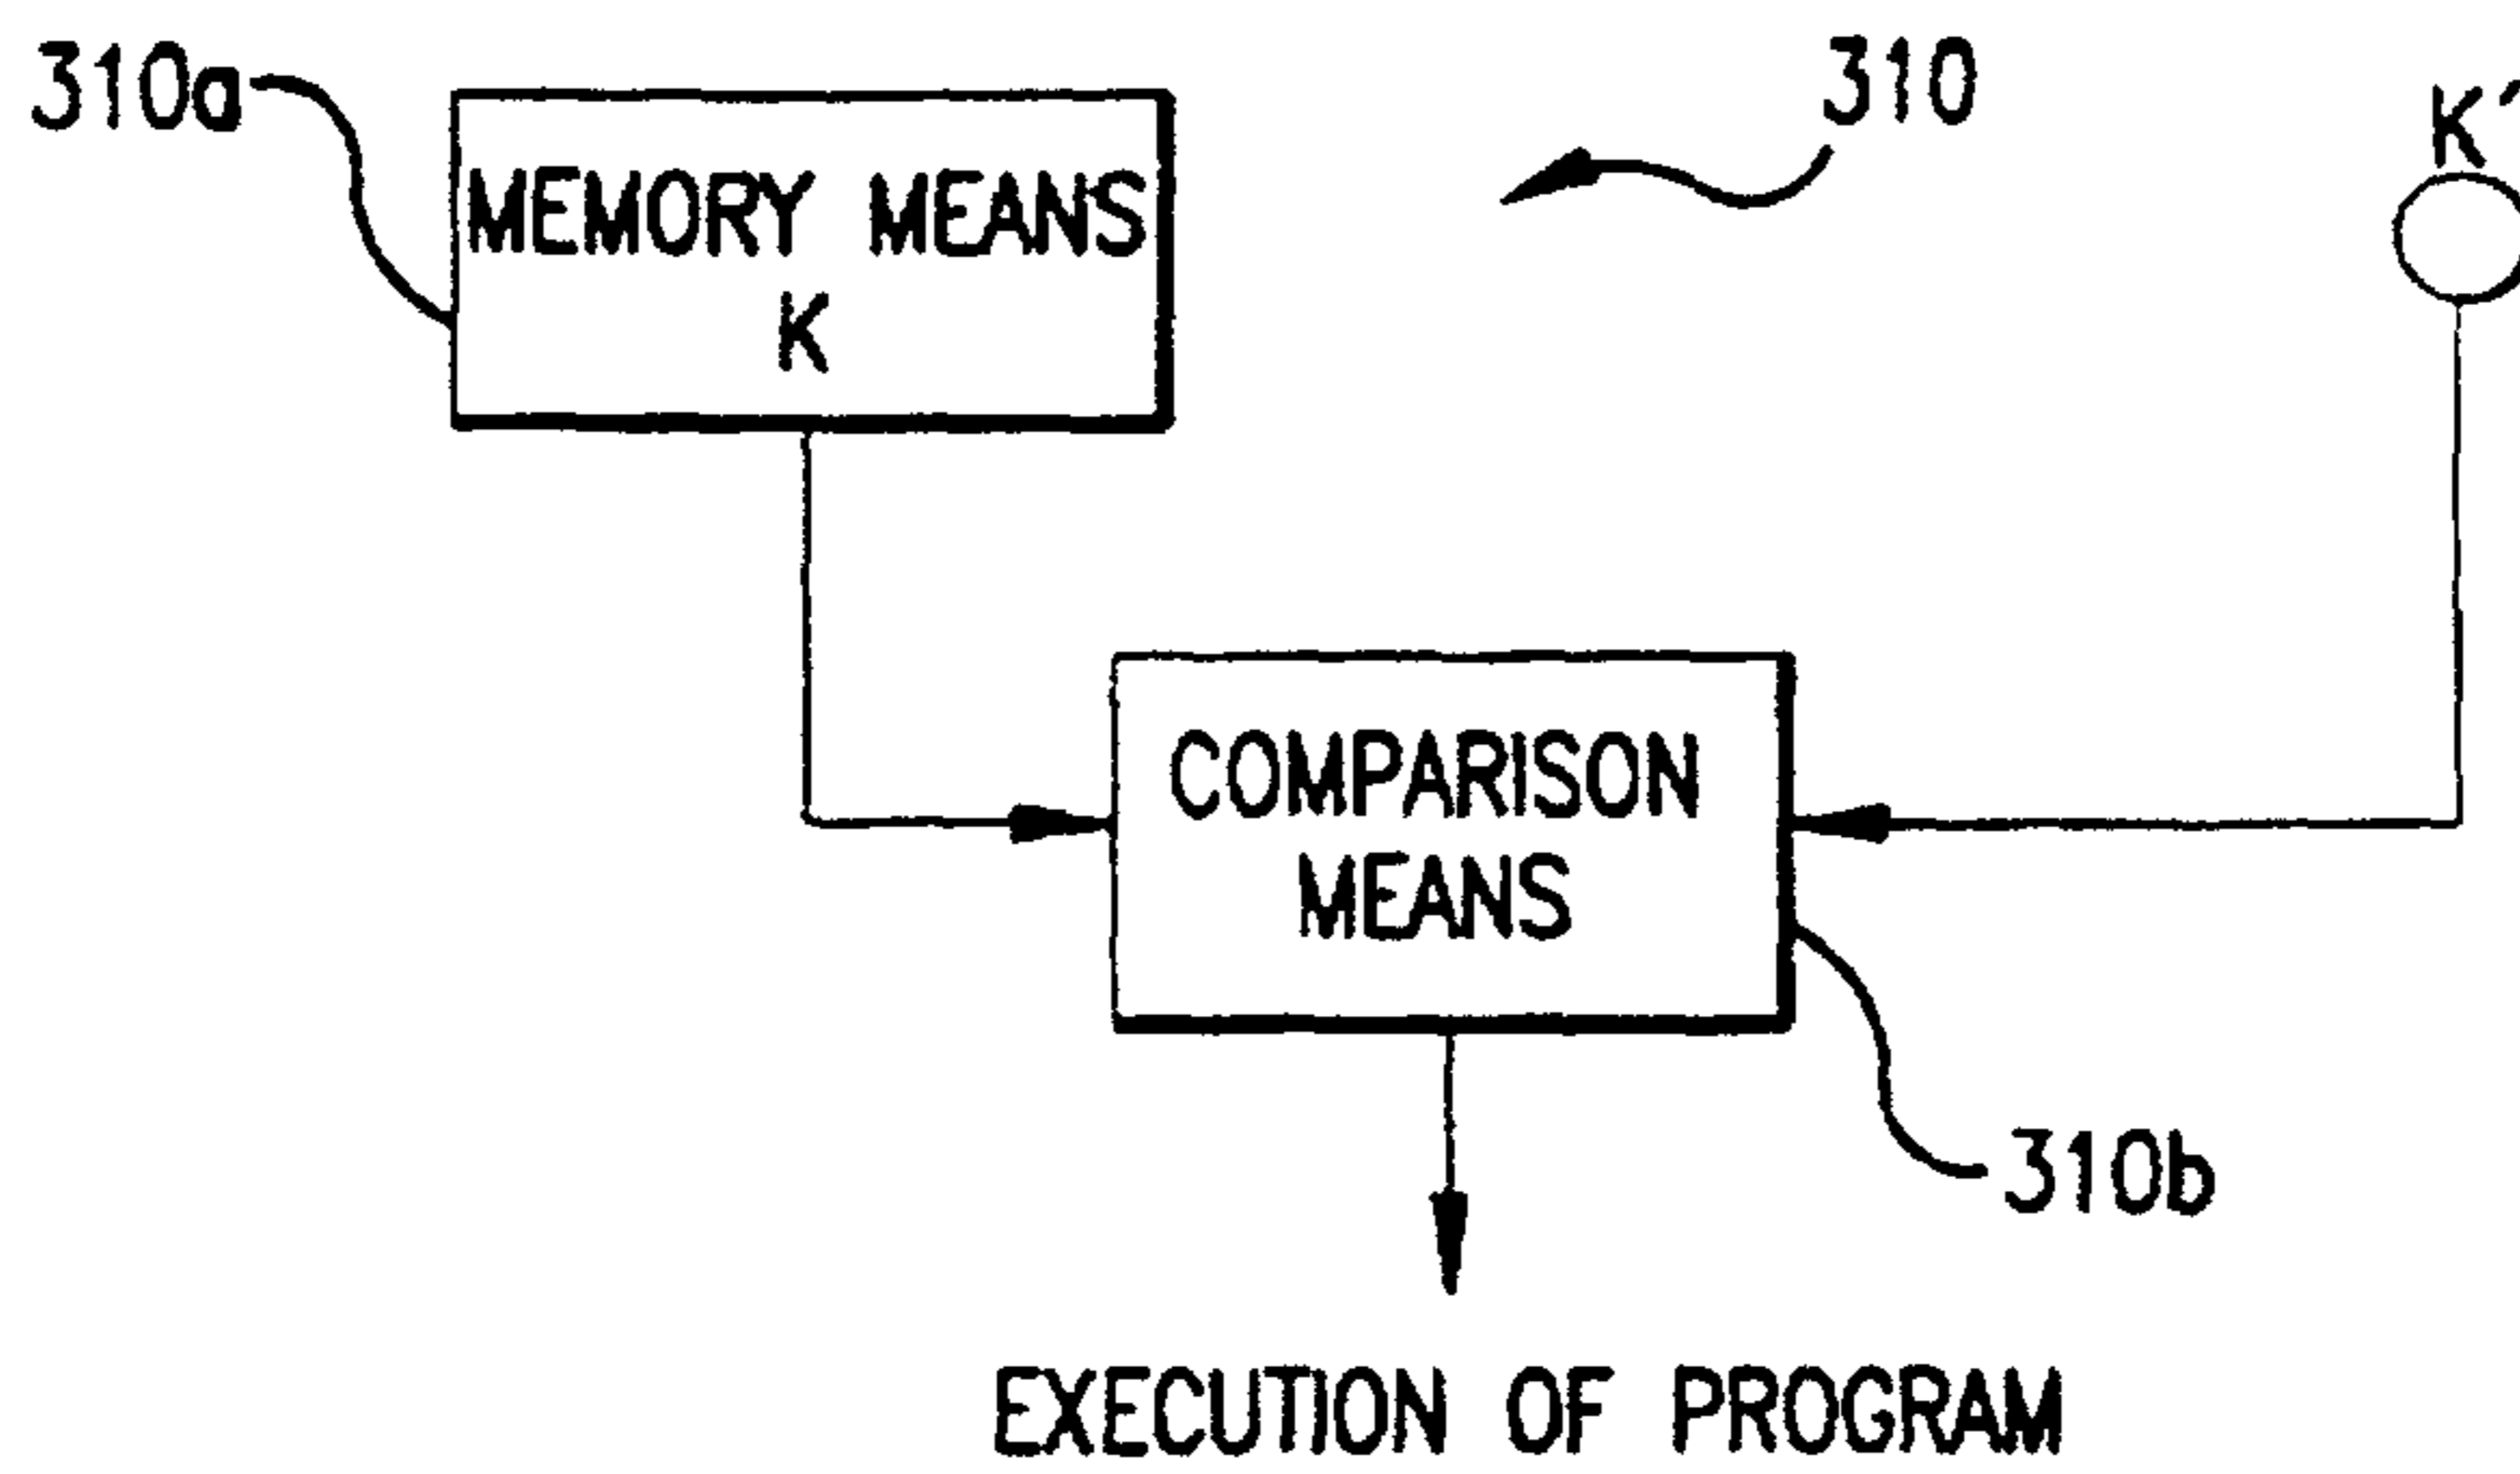 310a
310
K'
MEMORY MEANS
K
COMPARISON
MEANS
310b
EXECUTION OF PROGRAM